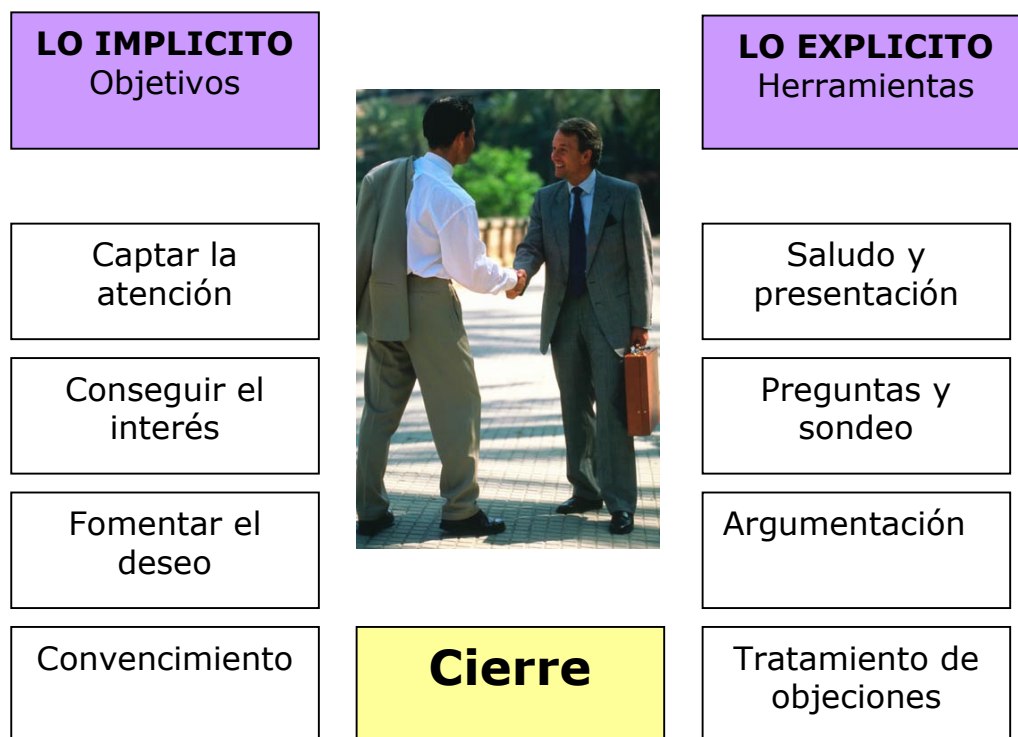 LO IMPLICITO
Objetivos
LO EXPLICITO
Herramientas
Captar la
atención
Saludo y
presentación
Conseguir el
interés
Preguntas y
sondeo
Fomentar el
deseo
Argumentación
Convencimiento
Cierre
Tratamiento de
objeciones